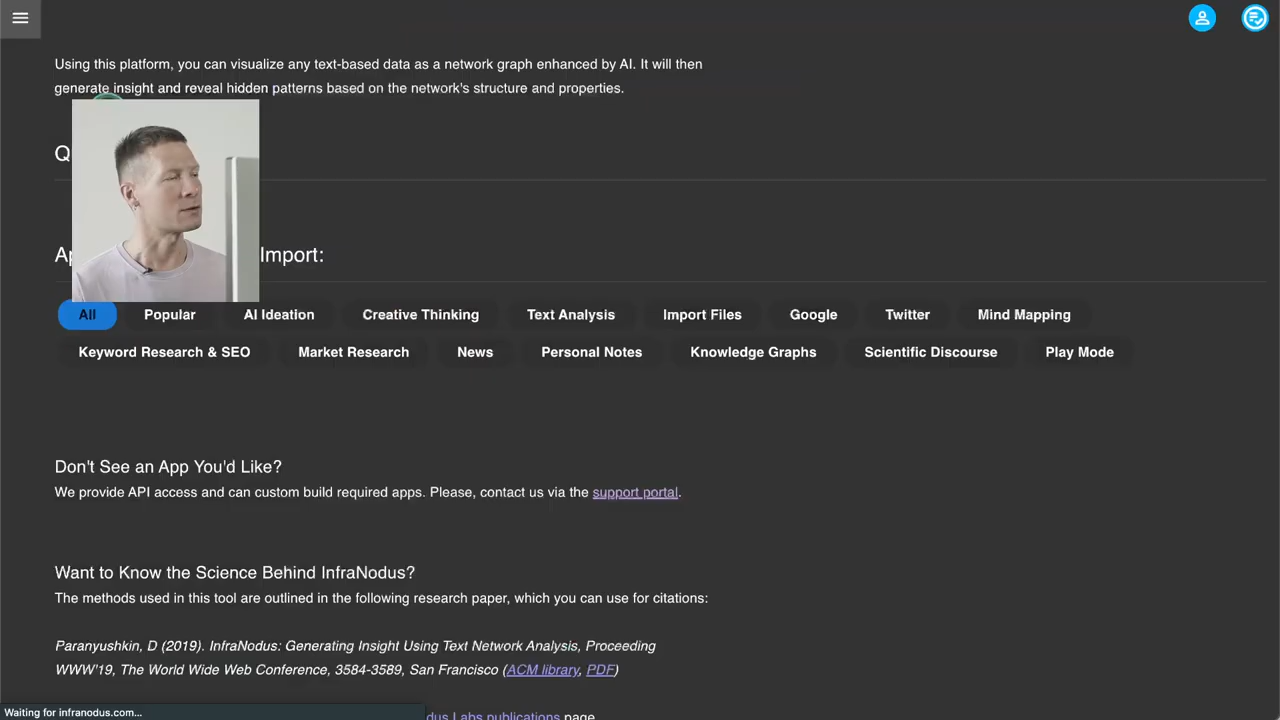 Using this platform, you can visualize any text-based data as a network graph enhanced by AI. It will then
generate insight and reveal hidden patterns based on the network's structure and properties.
Q
Ap Import:
All Popular AI Ideation Creative Thinking Text Analysis Import Files Google Twitter Mind Mapping
Keyword Research & SEO Market Research News Personal Notes Knowledge Graphs Scientific Discourse Play Mode
Don't See an App You'd Like?
We provide API access and can custom build required apps. Please, contact us via the support portal.
Want to Know the Science Behind InfraNodus?
The methods used in this tool are outlined in the following research paper, which you can use for citations:
Paranyushkin, D (2019). InfraNodus: Generating Insight Using Text Network Analysis, Proceeding
WWW'19, The World Wide Web Conference, 3584-3589, San Francisco (ACM library, PDF)
Waiting for infranodus.com...
dus Labs publications page